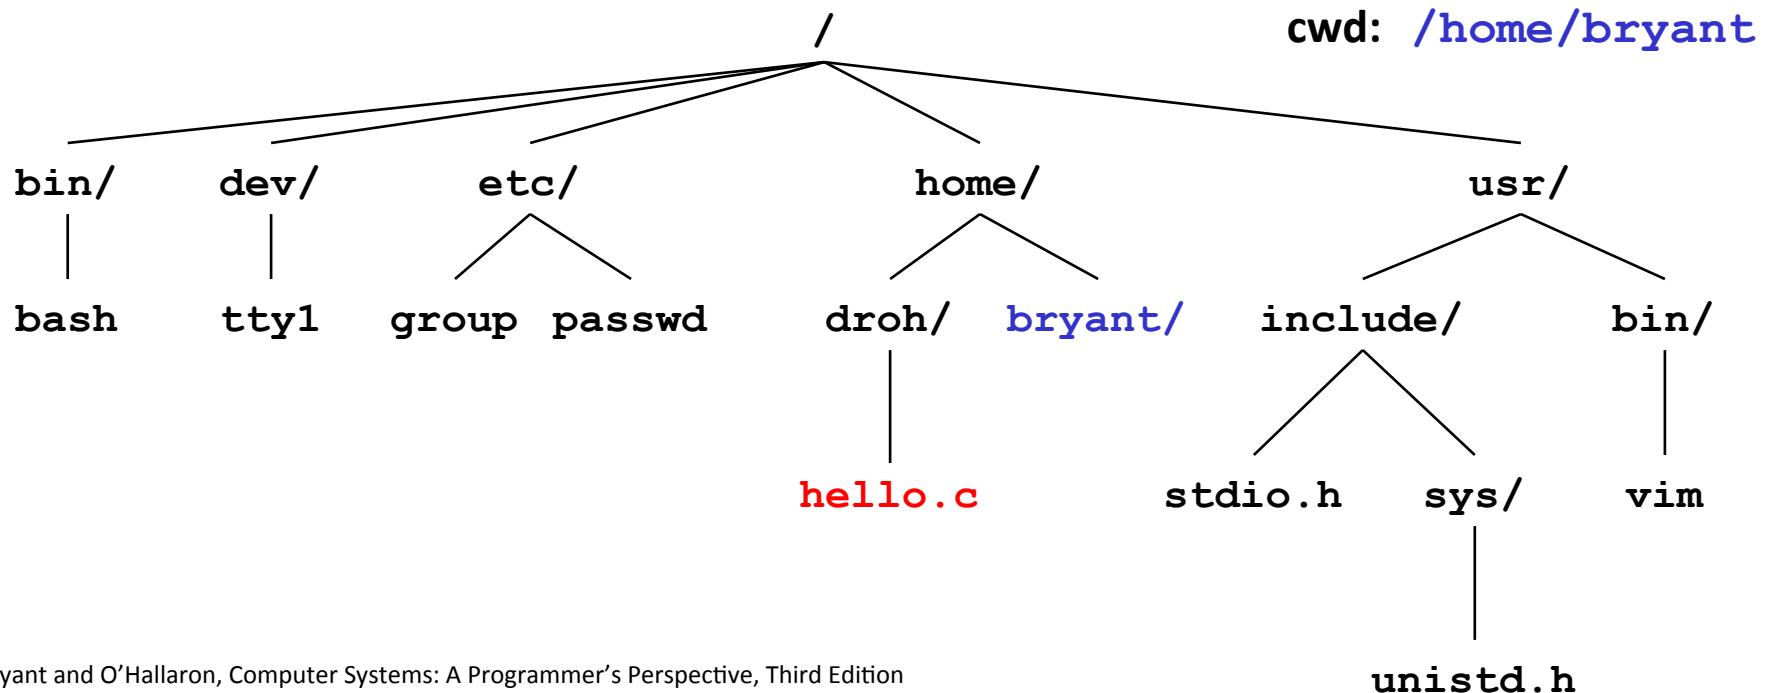 /
cwd: /home/bryant
bin/ dev/ etc/ home/ usr/
bash tty1 group passwd droh/ bryant/ include/ bin/
hello.c stdio.h sys/ vim
unistd.h
yant and O’Hallaron, Computer Systems: A Programmer’s Perspective, Third Edition